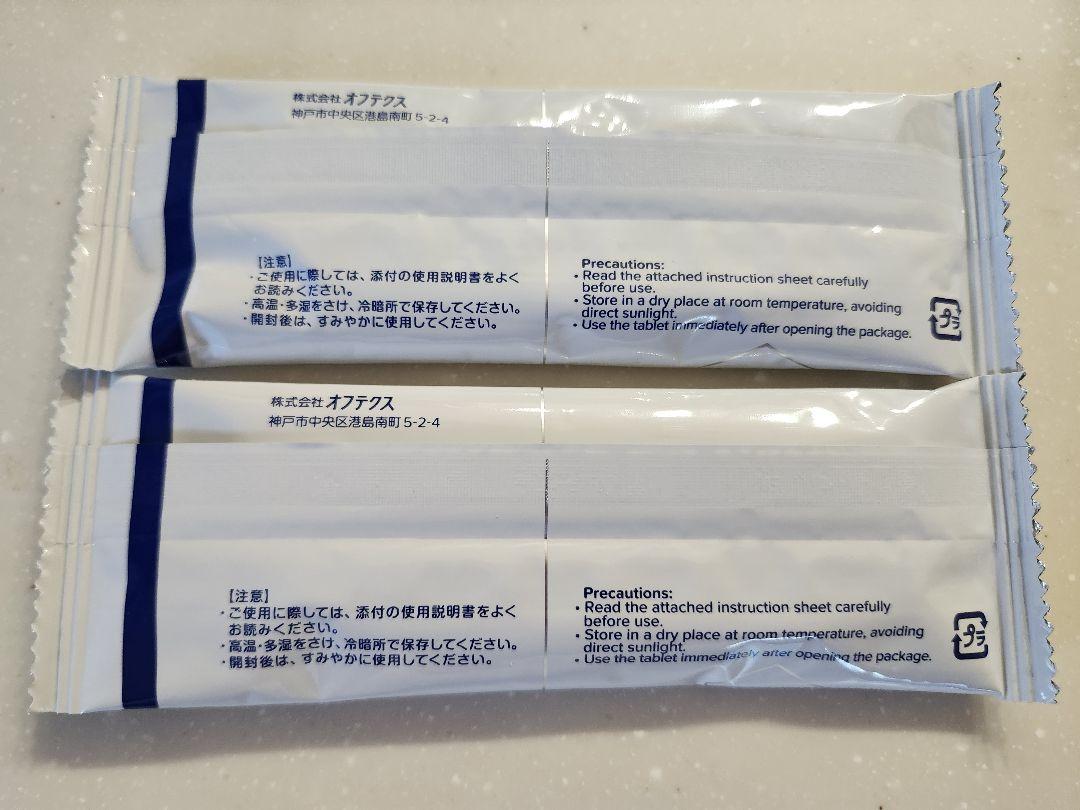 株式会社 オフテクス
神戸市中央区港島南町 5-2-4
【注意】
・ご使用に際しては、添付の使用説明書をよく
お読みください。
・高温・多湿をさけ、冷暗所で保存してください。
・開封後は、すみやかに使用してください。
Precautions:
• Read the attached instruction sheet carefully
before use.
• Store in a dry place at room temperature, avoiding
direct sunlight.
• Use the tablet immediately after opening the package.
プラ
株式会社 オフテクス
神戸市中央区港島南町 5-2-4
【注意】
・ご使用に際しては、添付の使用説明書をよく
お読みください。
・高温・多湿をさけ、冷暗所で保存してください。
・開封後は、すみやかに使用してください。
Precautions:
• Read the attached instruction sheet carefully
before use.
• Store in a dry place at room temperature, avoiding
direct sunlight.
• Use the tablet immediately after opening the package.
プラ